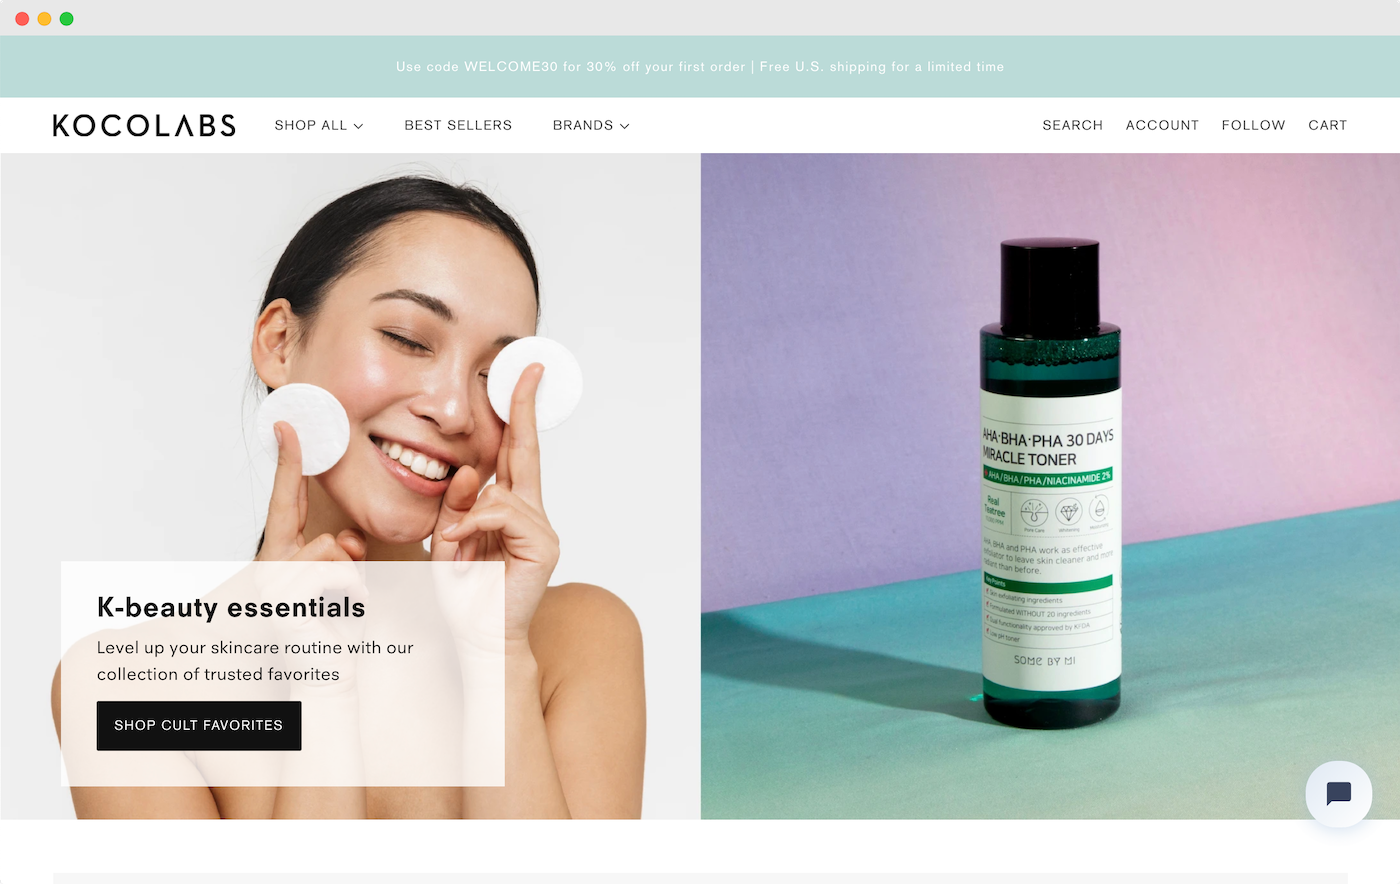 Use code WELCOME30 for 30% off your first order | Free U.S. shipping for a limited time
KOCOLABS
SHOP ALL
BEST SELLERS
BRANDS
SEARCH
ACCOUNT
FOLLOW
CART
K-beauty essentials
Level up your skincare routine with our
collection of trusted favorites
SHOP CULT FAVORITES
AHA·BHA·PHA 30 DAYS
MIRACLE TONER
AHA/BHA/PHA/NIACINAMIDE 2%
Real
Teatree
Pore Care
Whitening
AHA, BHA and PHA work as effective
exfoliator to leave skin cleaner and more
radiant than before.
Key Points
Skin exfoliating ingredients
Formulated WITHOUT 20 ingredients
Dual functionality approved by KFDA
Low pH toner
SOME BY MI